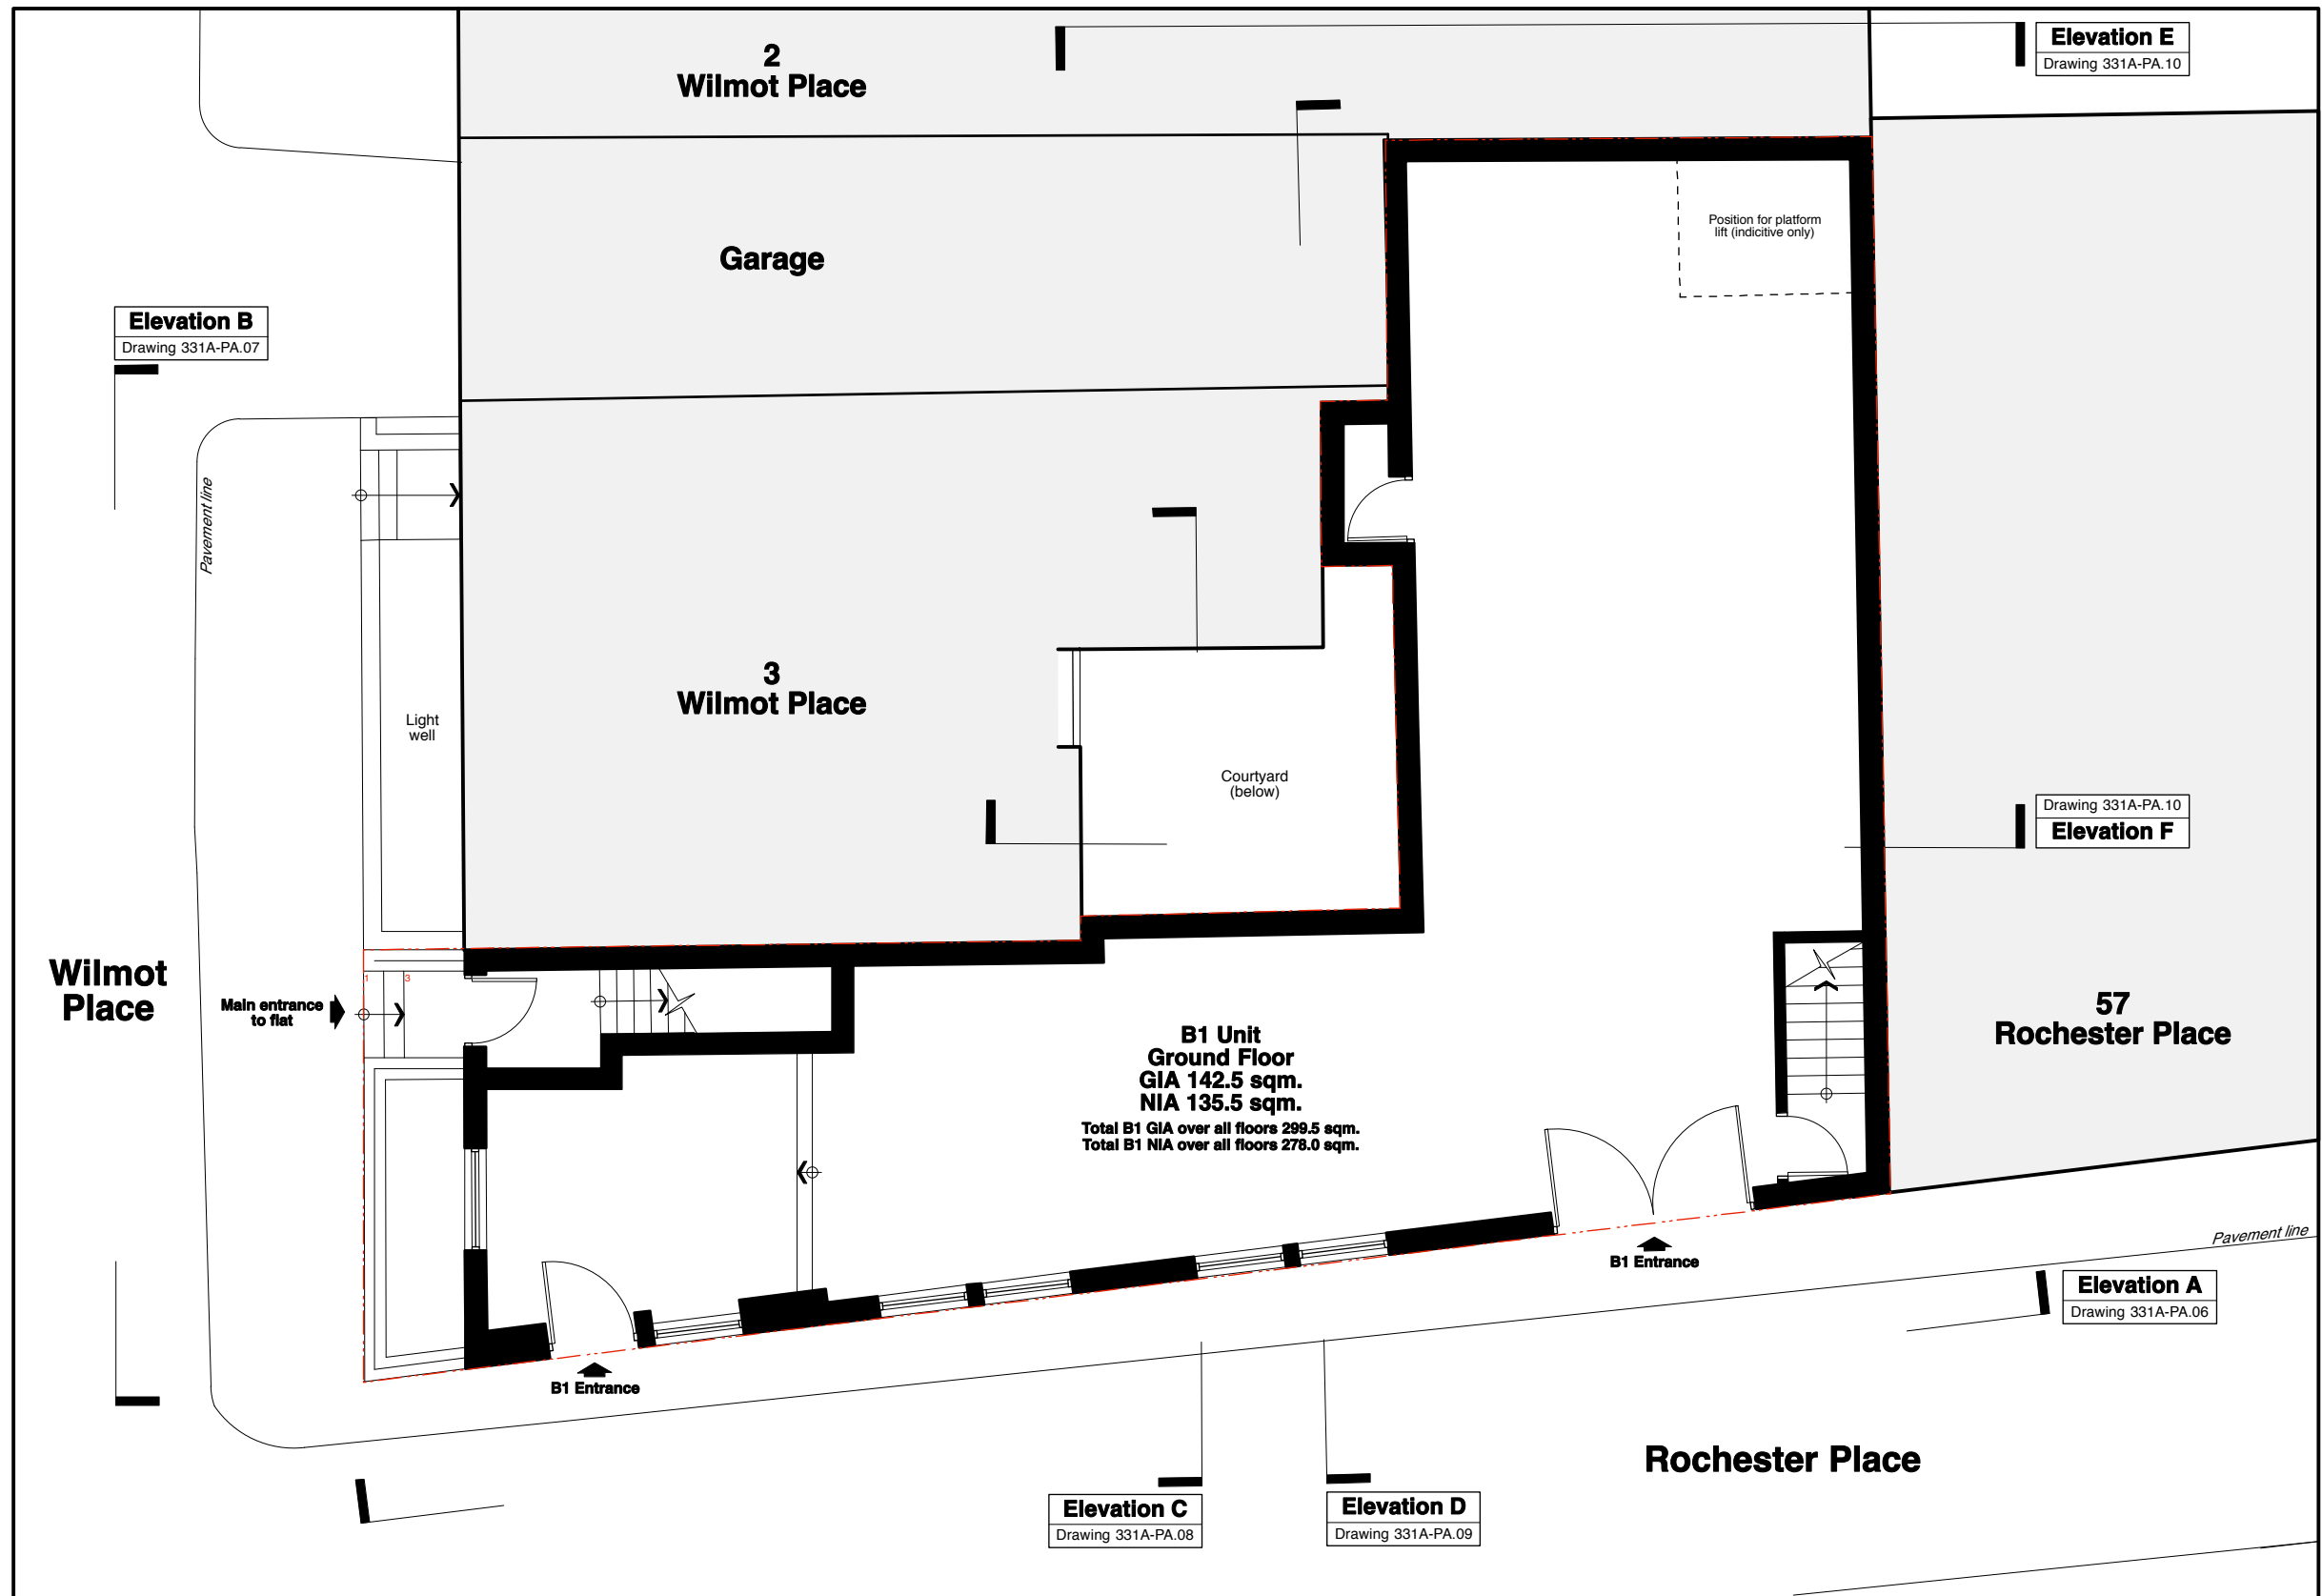 2
Wilmot Place
Elevation E
Drawing 331A-PA.10
Position for platform
lift (indicitive only)
Garage
Elevation B
Drawing 331A-PA.07
Pavement line
3
Wilmot Place
Light
well
Courtyard
(below)
Drawing 331A-PA.10
Elevation F
Wilmot
Place
Main entrance
to flat
1
3
57
Rochester Place
B1 Unit
Ground Floor
GIA 142.5 sqm.
NIA 135.5 sqm.
Total B1 GIA over all floors 299.5 sqm.
Total B1 NIA over all floors 278.0 sqm.
Pavement line
B1 Entrance
Elevation A
Drawing 331A-PA.06
B1 Entrance
Rochester Place
Elevation C
Drawing 331A-PA.08
Elevation D
Drawing 331A-PA.09